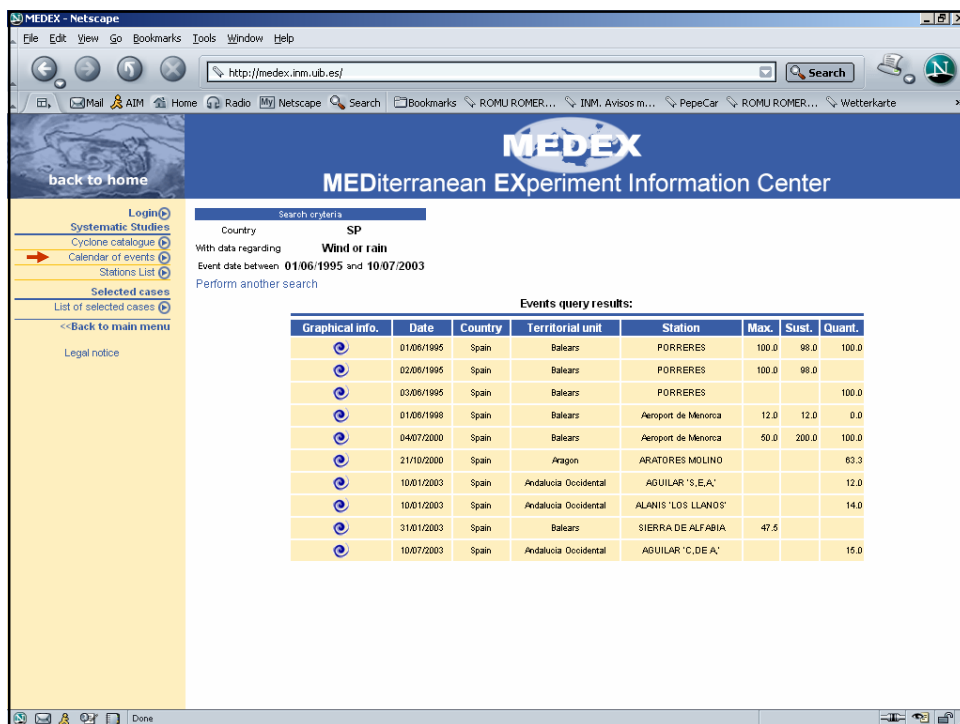 MEDEX - Netscape
File Edit View Go Bookmarks Tools Window Help
http://medex.inm.uib.es/
Search
N
Mail AIM Home Radio My Netscape Search Bookmarks ROMU ROMER... INM. Avisos m... PepeCar ROMU ROMER... Wetterkarte
back to home
MEDEX
MEDiterranean EXperiment Information Center
Login
Systematic Studies
Cyclone catalogue
Calendar of events
Stations List
Selected cases
List of selected cases
<<Back to main menu
Legal notice
Search cryteria
Country SP
With data regarding Wind or rain
Event date between 01/06/1995 and 10/07/2003
Perform another search
Events query results:
Graphical info. Date Country Territorial unit Station Max. Sust. Quant.
01/06/1995 Spain Balears PORRERES 100.0 98.0 100.0
02/06/1995 Spain Balears PORRERES 100.0 98.0
03/06/1995 Spain Balears PORRERES 100.0
01/06/1998 Spain Balears Aeroport de Menorca 12.0 12.0 0.0
04/07/2000 Spain Balears Aeroport de Menorca 50.0 200.0 100.0
21/10/2000 Spain Aragon ARATORES MOLINO 63.3
10/01/2003 Spain Andalucia Occidental AGUILAR 'S,E,A,' 12.0
10/01/2003 Spain Andalucia Occidental ALANIS 'LOS LLANOS' 14.0
31/01/2003 Spain Balears SIERRA DE ALFABIA 47.5
10/07/2003 Spain Andalucia Occidental AGUILAR 'C,DE A,' 15.0
Done